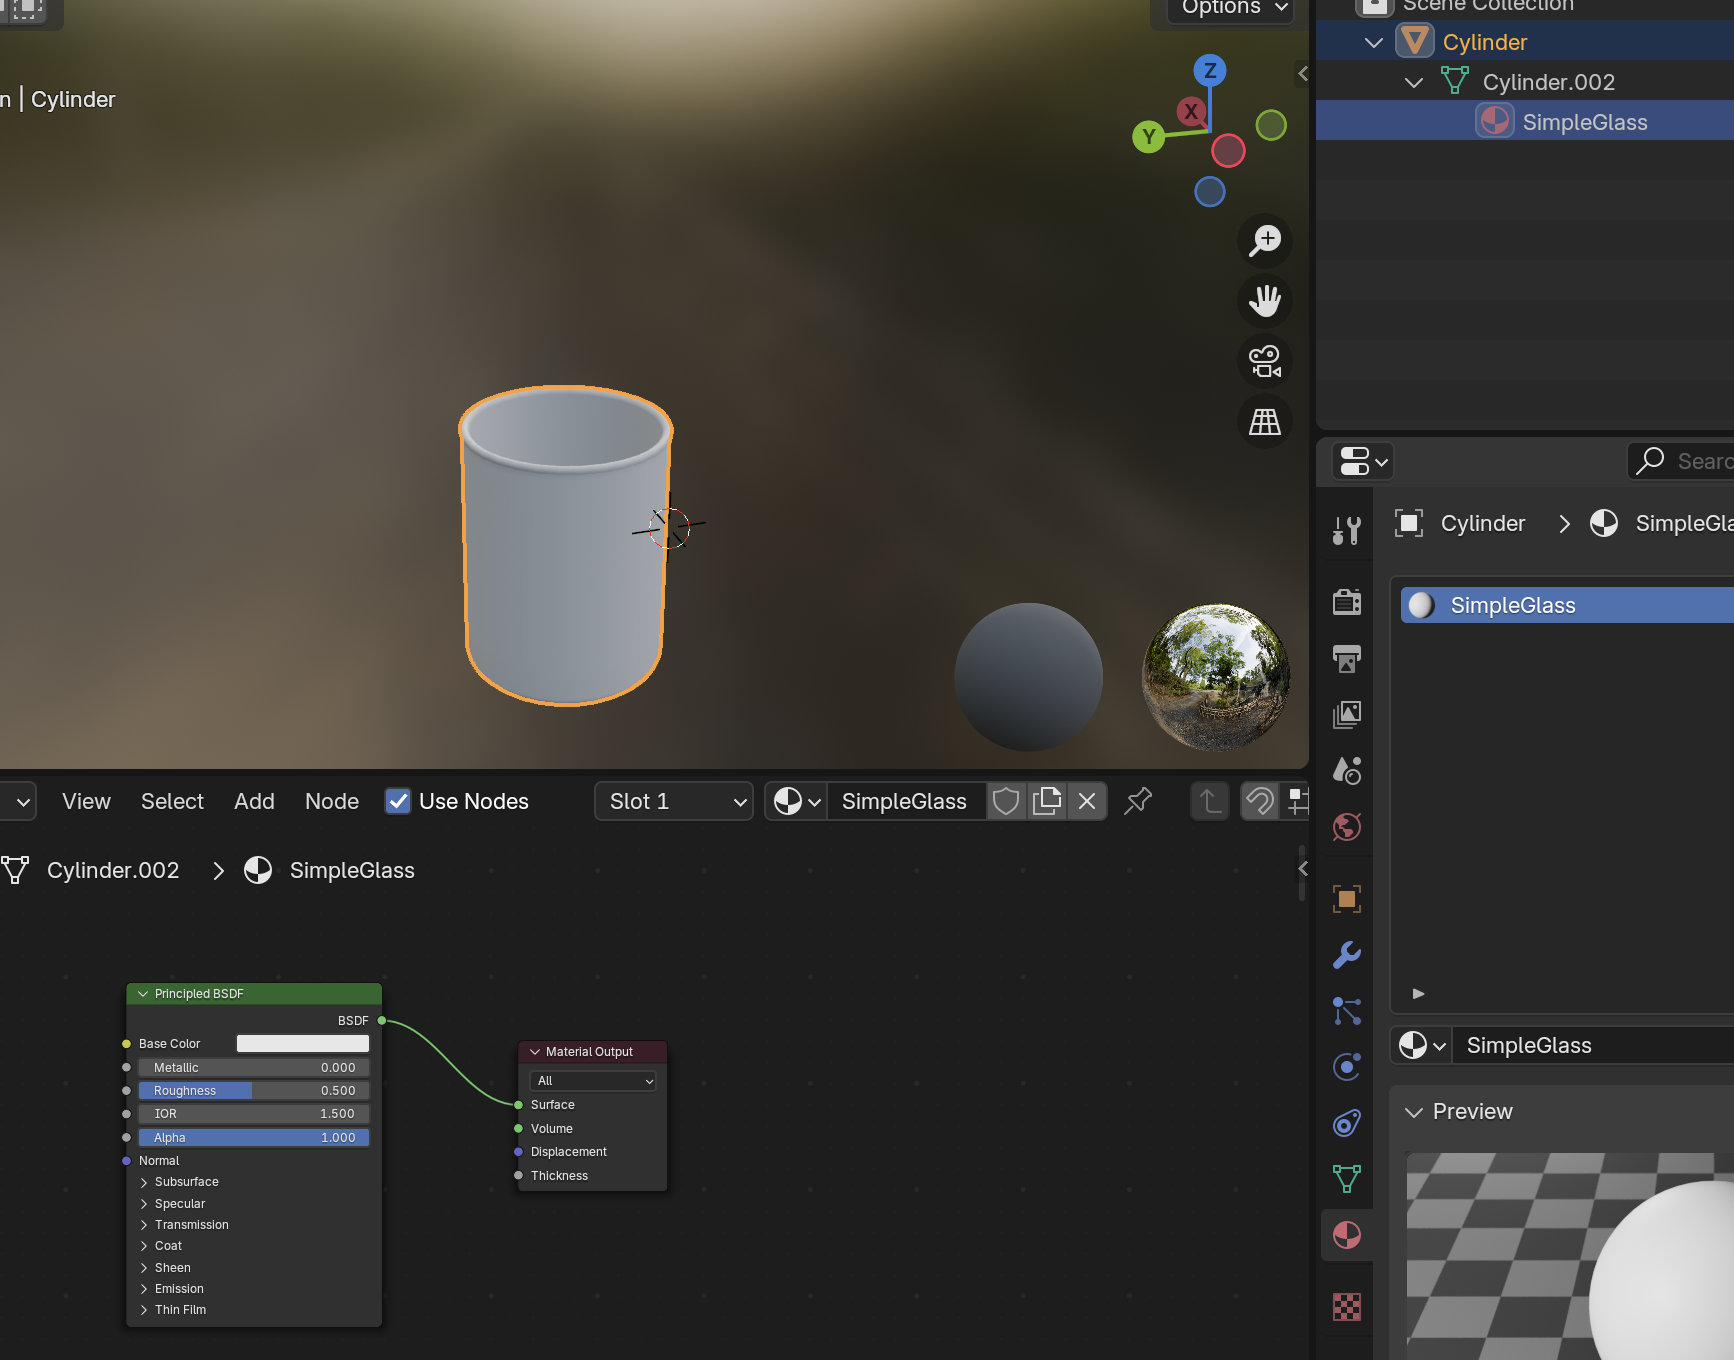 Options
Scene Collection
Cylinder
Cylinder.002
SimpleGlass
n | Cylinder
Z
X
Y
Searc
Cylinder > SimpleGla
SimpleGlass
View Select Add Node Use Nodes Slot 1 SimpleGlass
Cylinder.002 > SimpleGlass
Principled BSDF
BSDF
Base Color
Metallic 0.000
Roughness 0.500
IOR 1.500
Alpha 1.000
Normal
Subsurface
Specular
Transmission
Coat
Sheen
Emission
Thin Film
Material Output
All
Surface
Volume
Displacement
Thickness
SimpleGlass
Preview